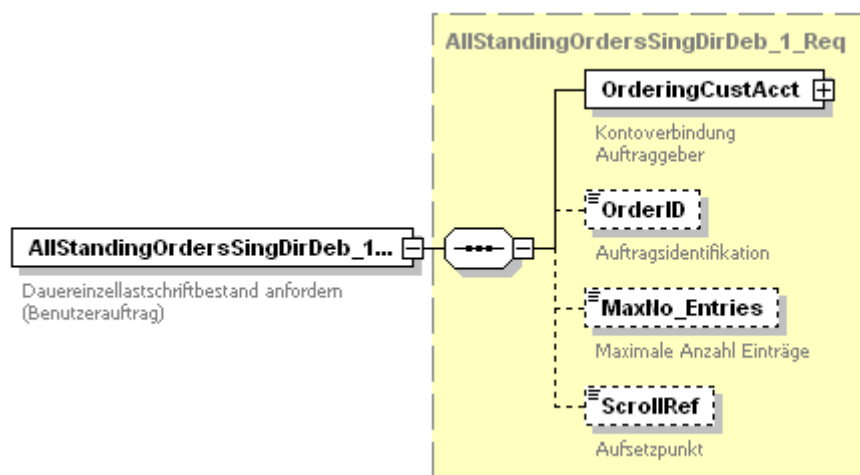 AllStandingOrdersSingDirDeb_1_Req
OrderingCustAcct
Kontoverbindung
Auftraggeber
OrderID
Auftragsidentifikation
AllStandingOrdersSingDirDeb_1...
Dauereinzellastschriftbestand anfordern
(Benutzerauftrag)
MaxNo_Entries
Maximale Anzahl Einträge
ScrollRef
Aufsetzpunkt